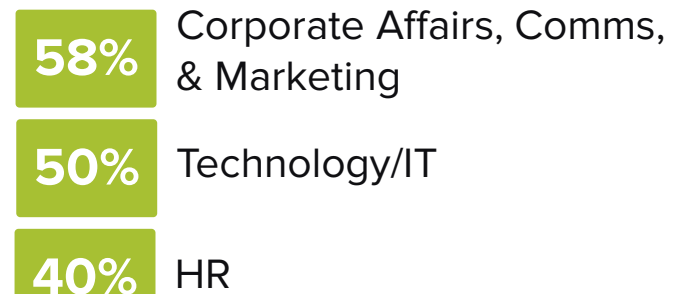 58%
Corporate Affairs, Comms,
& Marketing
50%
Technology/IT
40%
HR